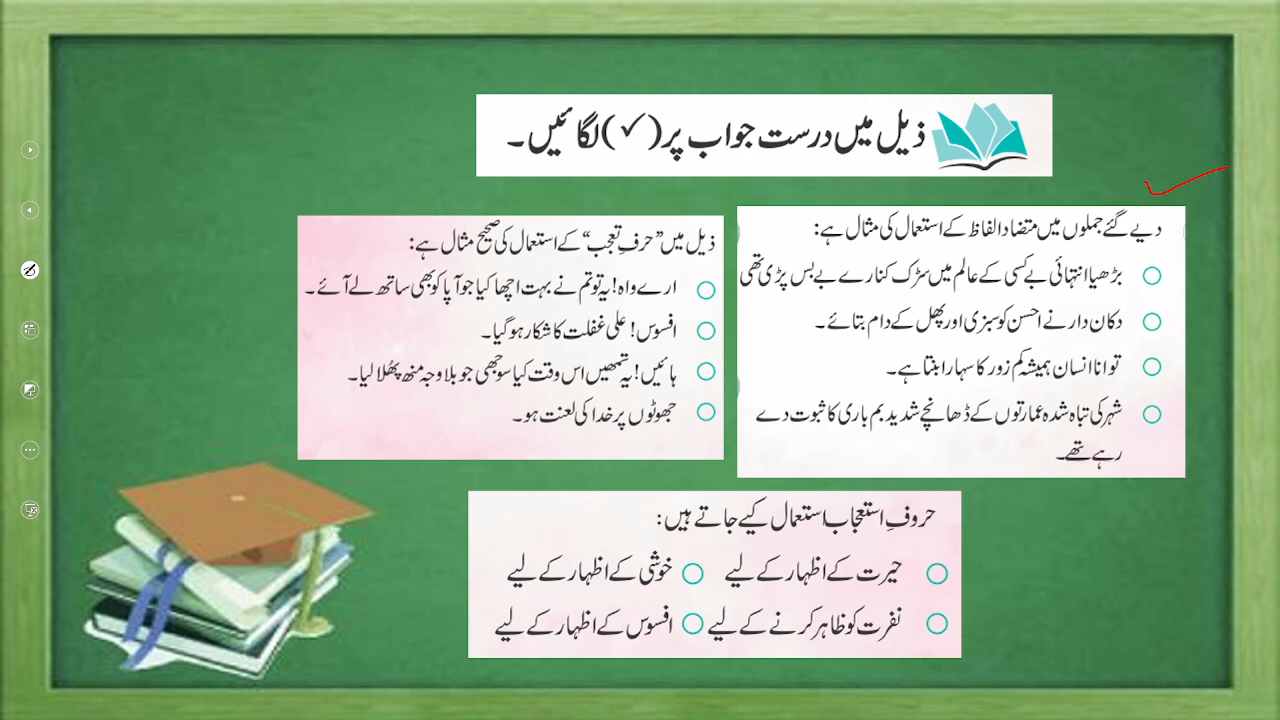 ذیل میں درست جواب پر (✓) لگائیں۔
دیے گئے جملوں میں متضاد الفاظ کے استعمال کی مثال ہے:
بڑھیا انتہائی بے کسی کے عالم میں سڑک کنارے بے بس پڑی تھی
دکان دار نے احسن کو سبزی اور پھل کے دام بتائے۔
توانا انسان ہمیشہ کم زور کا سہارا بنتا ہے۔
شہر کی تباہ شدہ عمارتوں کے ڈھانچے شدید بم باری کا ثبوت دے
رہے تھے۔
ذیل میں "حرفِ تعجب" کے استعمال کی صحیح مثال ہے:
ارے واہ! یہ تو تم نے بہت اچھا کیا جو آپا کو بھی ساتھ لے آئے۔
افسوس! علی غفلت کا شکار ہو گیا۔
ہائیں! یہ تمھیں اس وقت کیا سوجھی جو بلا وجہ منھ پھُلا لیا۔
جھوٹوں پر خدا کی لعنت ہو۔
حروفِ استعجاب استعمال کیے جاتے ہیں:
حیرت کے اظہار کے لیے خوشی کے اظہار کے لیے
نفرت کو ظاہر کرنے کے لیے افسوس کے اظہار کے لیے